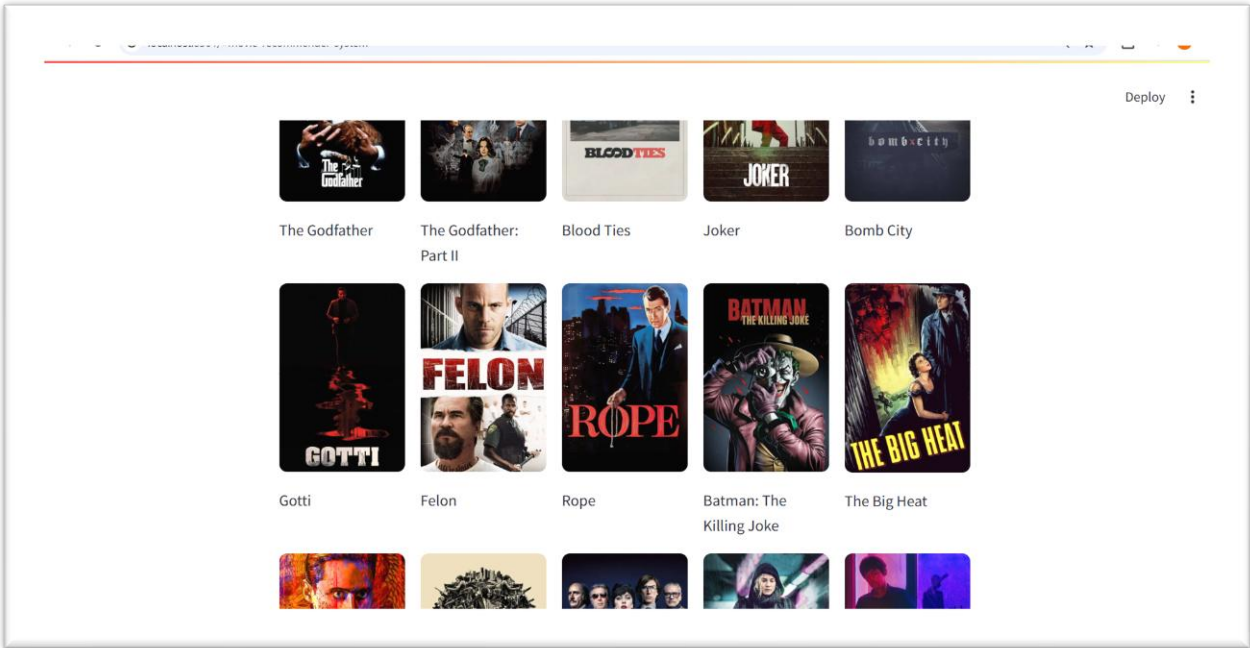 Deploy
The Godfather
BLOOD TIES
JOKER
bomb city
The Godfather
The Godfather: Part II
Blood Ties
Joker
Bomb City
GOTTI
FELON
ROPE
BATMAN
THE KILLING JOKE
THE BIG HEAT
Gotti
Felon
Rope
Batman: The Killing Joke
The Big Heat